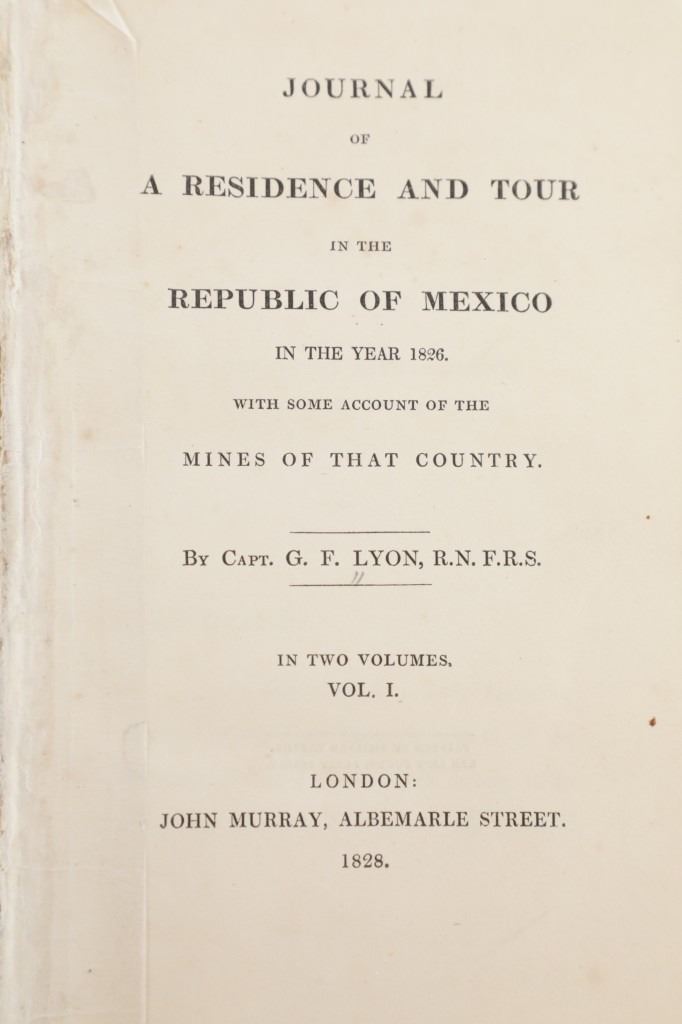 JOURNAL
OF
A RESIDENCE AND TOUR
IN THE
REPUBLIC OF MEXICO
IN THE YEAR 1826.
WITH SOME ACCOUNT OF THE
MINES OF THAT COUNTRY.
By Capt. G. F. LYON, R.N. F.R.S.
IN TWO VOLUMES,
VOL. I.
LONDON:
JOHN MURRAY, ALBEMARLE STREET.
1828.